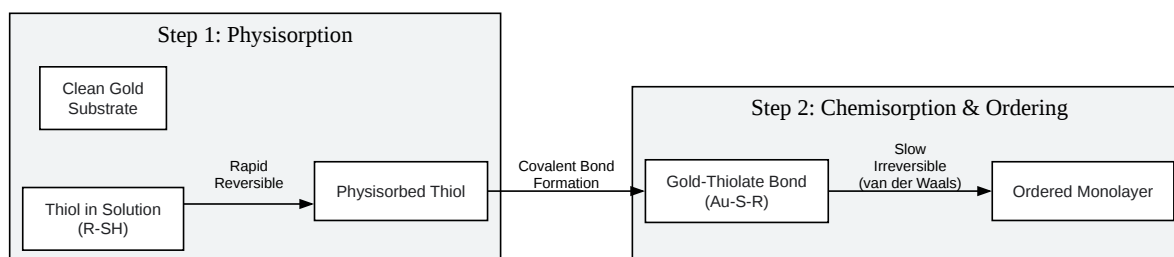 Step 1: Physisorption
Clean Gold
Substrate
Thiol in Solution
(R-SH)
Rapid
Reversible
Physisorbed Thiol
Covalent Bond
Formation
Step 2: Chemisorption & Ordering
Gold-Thiolate Bond
(Au-S-R)
Slow
Irreversible
(van der Waals)
Ordered Monolayer